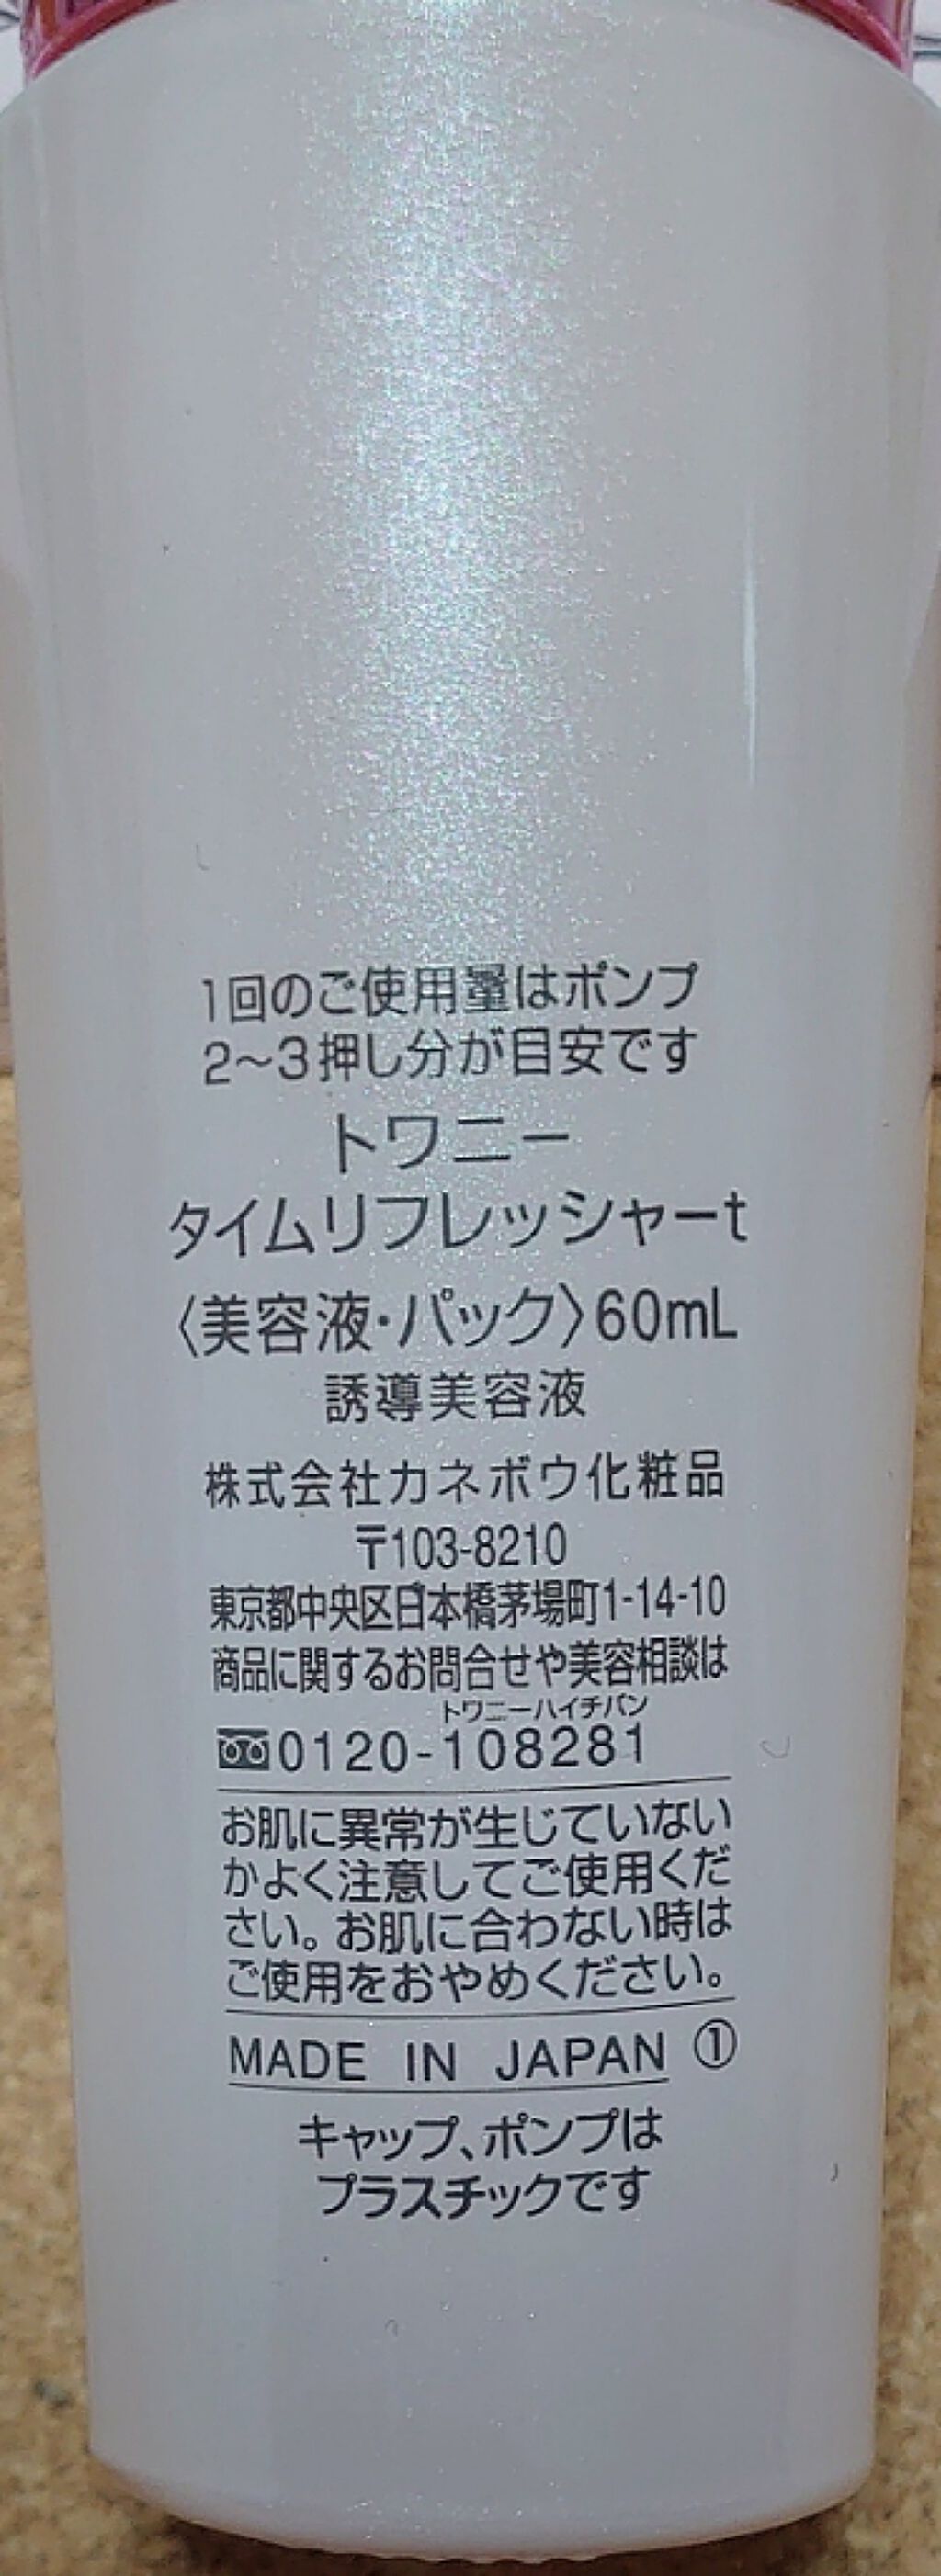 1回のご使用量はポンプ
2〜3押し分が目安です
トワニー
タイムリフレッシャーt
〈美容液・パック〉60mL
誘導美容液
株式会社カネボウ化粧品
〒103-8210
東京都中央区日本橋茅場町1-14-10
商品に関するお問合せや美容相談は
トワニーハイチバン
0120-108281
お肌に異常が生じていない
かよく注意してご使用くだ
さい。お肌に合わない時は
ご使用をおやめください。
MADE IN JAPAN ①
キャップ、ポンプは
プラスチックです